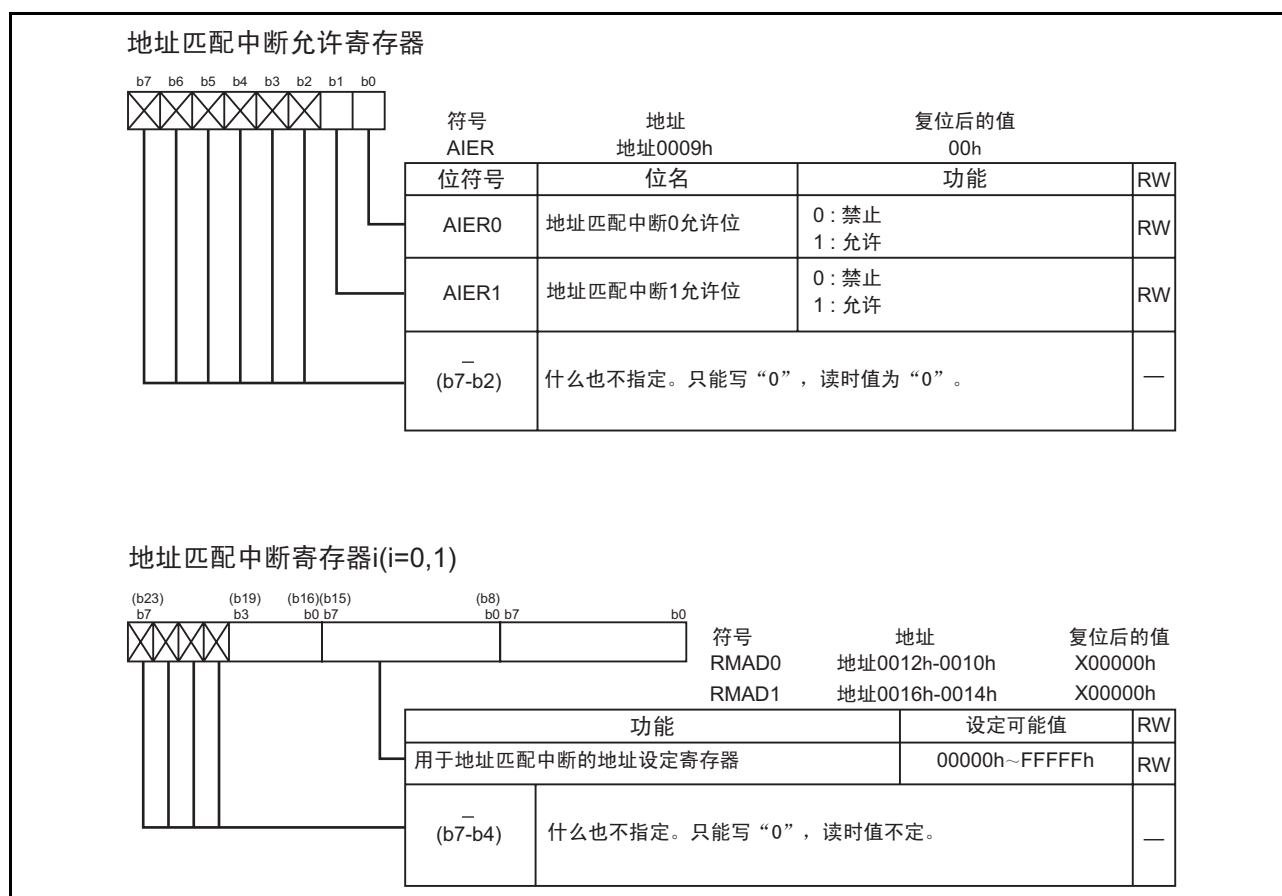 地址匹配中断允许寄存器
b7 b6 b5 b4 b3 b2 b1 b0
符号 地址 复位后的值
AIER 地址0009h 00h
位符号 位名 功能 RW
AIER0 地址匹配中断0允许位 0 : 禁止 RW
1 : 允许
AIER1 地址匹配中断1允许位 0 : 禁止 RW
1 : 允许
—
(b7-b2) 什么也不指定。只能写“0”，读时值为“0”。 —
地址匹配中断寄存器i(i=0,1)
(b23) (b19) (b16)(b15) (b8)
b7 b3 b0 b7 b0 b7 b0
符号 地址 复位后的值
RMAD0 地址0012h-0010h X00000h
RMAD1 地址0016h-0014h X00000h
功能 设定可能值 RW
用于地址匹配中断的地址设定寄存器 00000h～FFFFFh RW
—
(b7-b4) 什么也不指定。只能写“0”，读时值不定。 —